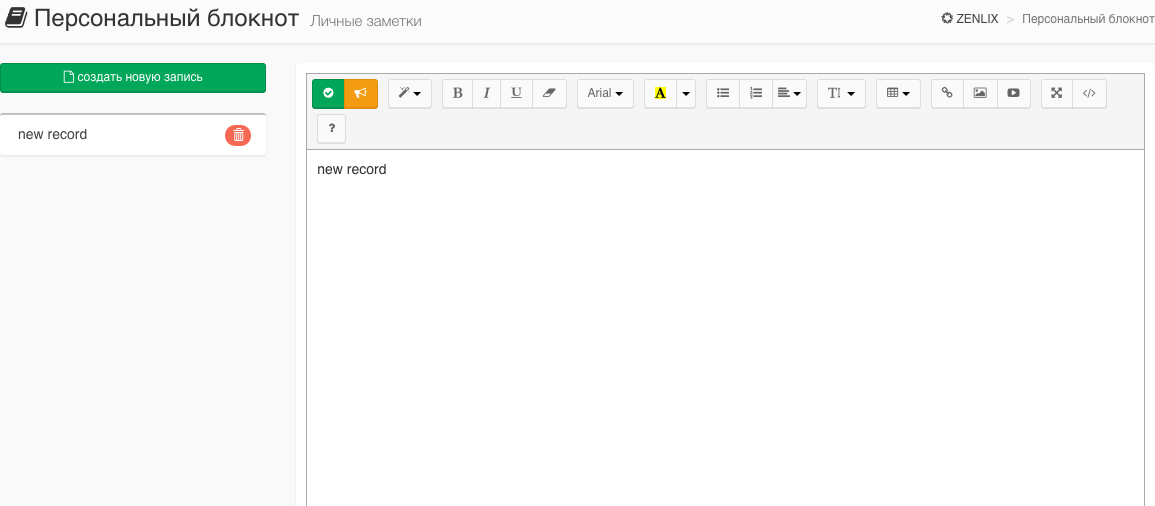 Персональный блокнот Личные заметки
ZENLIX > Персональный блокнот
создать новую запись
new record
B I U Arial A T
?
new record